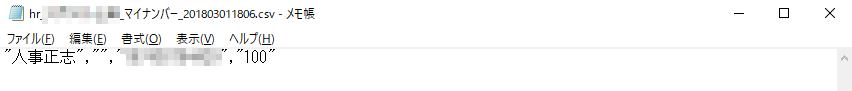 hr_ _マイナンバー_201803011806.csv - メモ帳
ファイル(F) 編集(E) 書式(O) 表示(V) ヘルプ(H)
"人事正志","","","100"